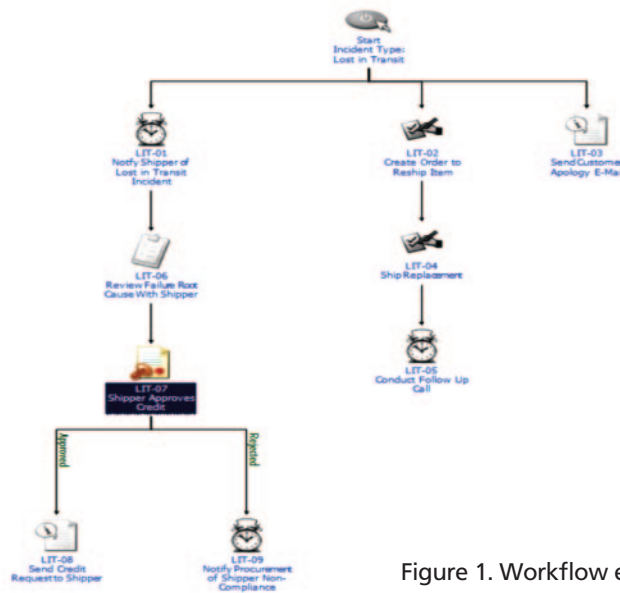 Start
Incident Type:
Lost in Transit
LIT-01
Notify Shipper of
Lost in Transit
Incident
LIT-02
Create Order to
Reship Item
LIT-03
Send Custome
Apology E-Mai
LIT-06
Review Failure Root
Cause With Shipper
LIT-04
Ship Replacement
LIT-07
Shipper Approves
Credit
LIT-05
Conduct Follow Up
Call
Approved
Rejected
LIT-08
Send Credit
Request to Shipper
LIT-09
Notify Procurement
of Shipper Non-
Compliance
Figure 1. Workflow e